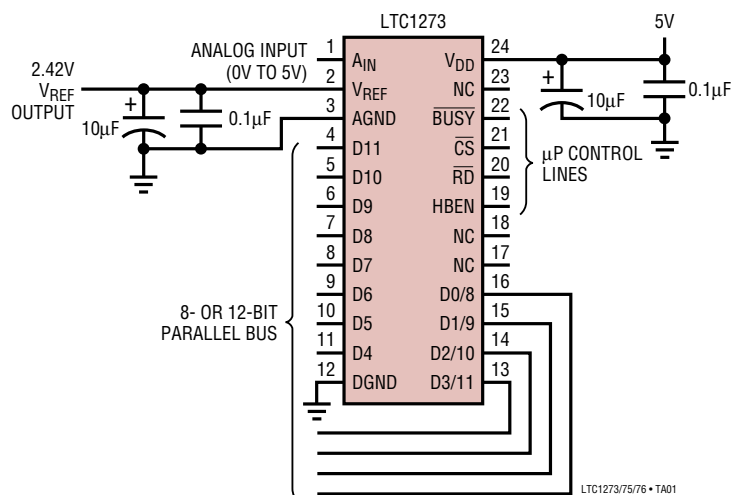 LTC1273
ANALOG INPUT
(0V TO 5V)
2.42V
VREF
OUTPUT
+
10µF
0.1µF
1
2
3
4
5
6
7
8
9
10
11
12
AIN
VREF
AGND
D11
D10
D9
D8
D7
D6
D5
D4
DGND
VDD
NC
BUSY
CS
RD
HBEN
NC
NC
D0/8
D1/9
D2/10
D3/11
24
23
22
21
20
19
18
17
16
15
14
13
5V
+
10µF
0.1µF
µP CONTROL
LINES
8- OR 12-BIT
PARALLEL BUS
LTC1273/75/76 • TA01